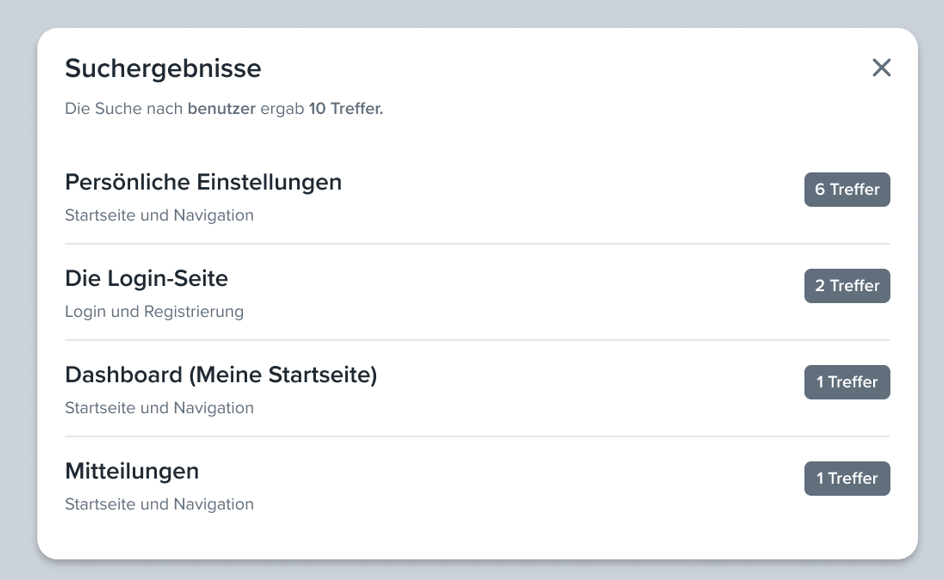 Suchergebnisse
Die Suche nach benutzer ergab 10 Treffer.
Persönliche Einstellungen
6 Treffer
Startseite und Navigation
Die Login-Seite
2 Treffer
Login und Registrierung
Dashboard (Meine Startseite)
1 Treffer
Startseite und Navigation
Mitteilungen
1 Treffer
Startseite und Navigation